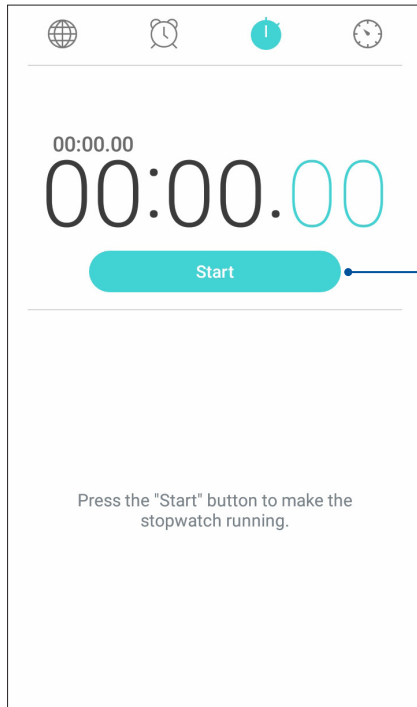 00:00.00
00:00.00
Start
Press the "Start" button to make the
stopwatch running.